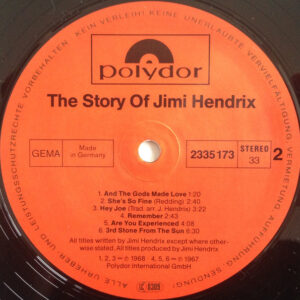 ALLE URHEBER UND LEISTUNGSSCHUTZRECHTE VORBEHALTEN KEIN VERLEIH! KEINE UNERLAUBTE VERVIELFÄLTIGUNG, VERMIETUNG, AUFFÜHRUNG, SENDUNG!
polydor
The Story Of Jimi Hendrix
GEMA
Made
in Germany
2335 173
STEREO
33
2
1. And The Gods Made Love 1:20
2. She's So Fine (Redding) 2:40
3. Hey Joe (Trad. arr. J. Hendrix) 3:22
4. Remember 2:43
5. Are You Experienced 4:08
6. 3rd Stone From The Sun 6:30
All titles written by Jimi Hendrix except where other-
wise stated. All titles produced by Jimi Hendrix.
1, 2, 3 ℗ 1968 4, 5, 6 ℗ 1967
Polydor International GmbH